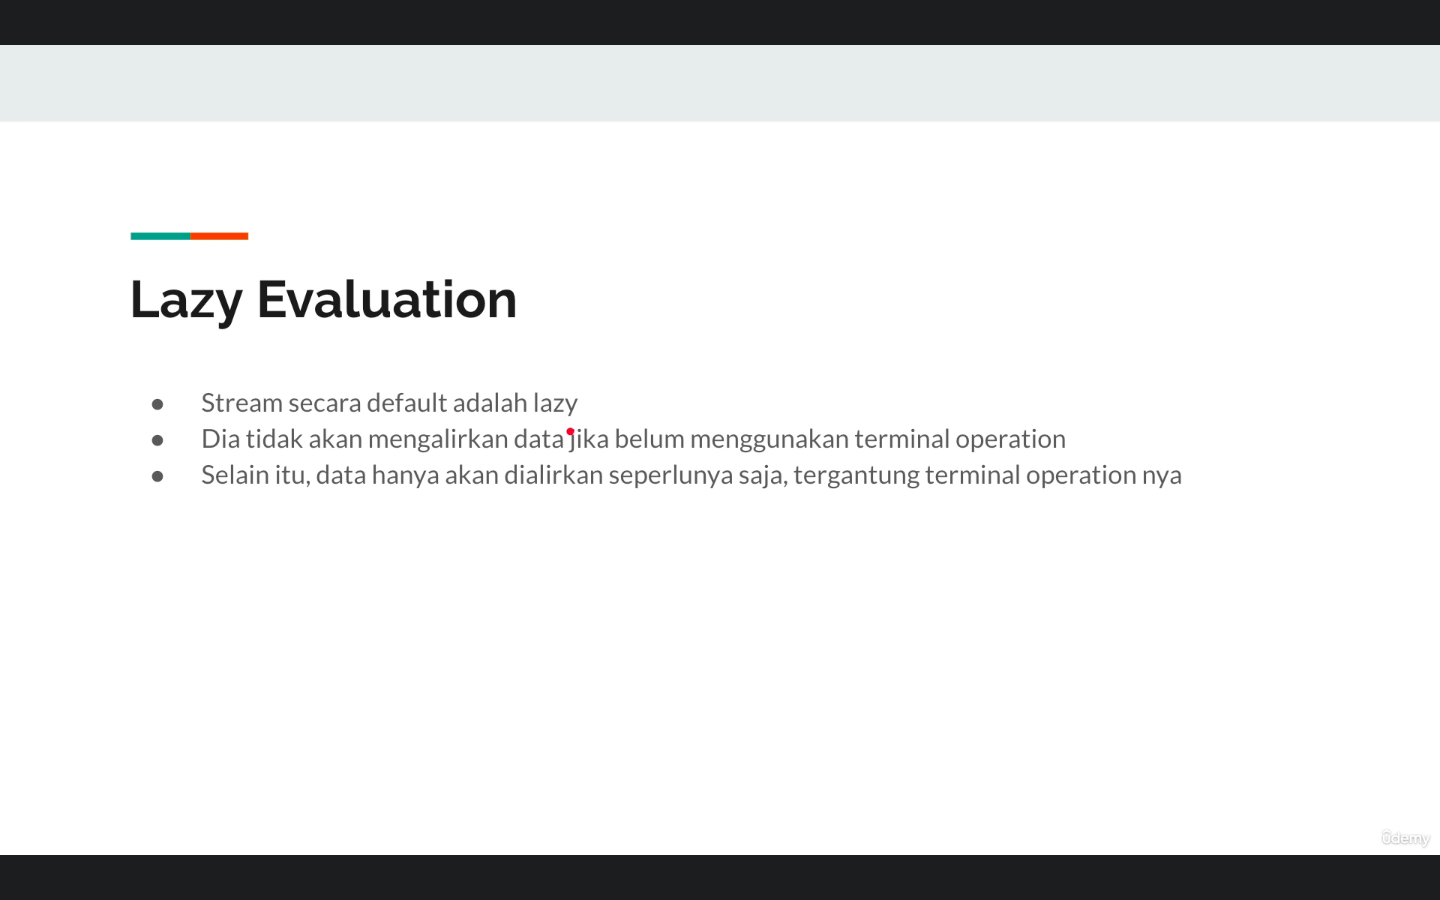 Lazy Evaluation
● Stream secara default adalah lazy
● Dia tidak akan mengalirkan data jika belum menggunakan terminal operation
● Selain itu, data hanya akan dialirkan seperlunya saja, tergantung terminal operation nya
ûdemy